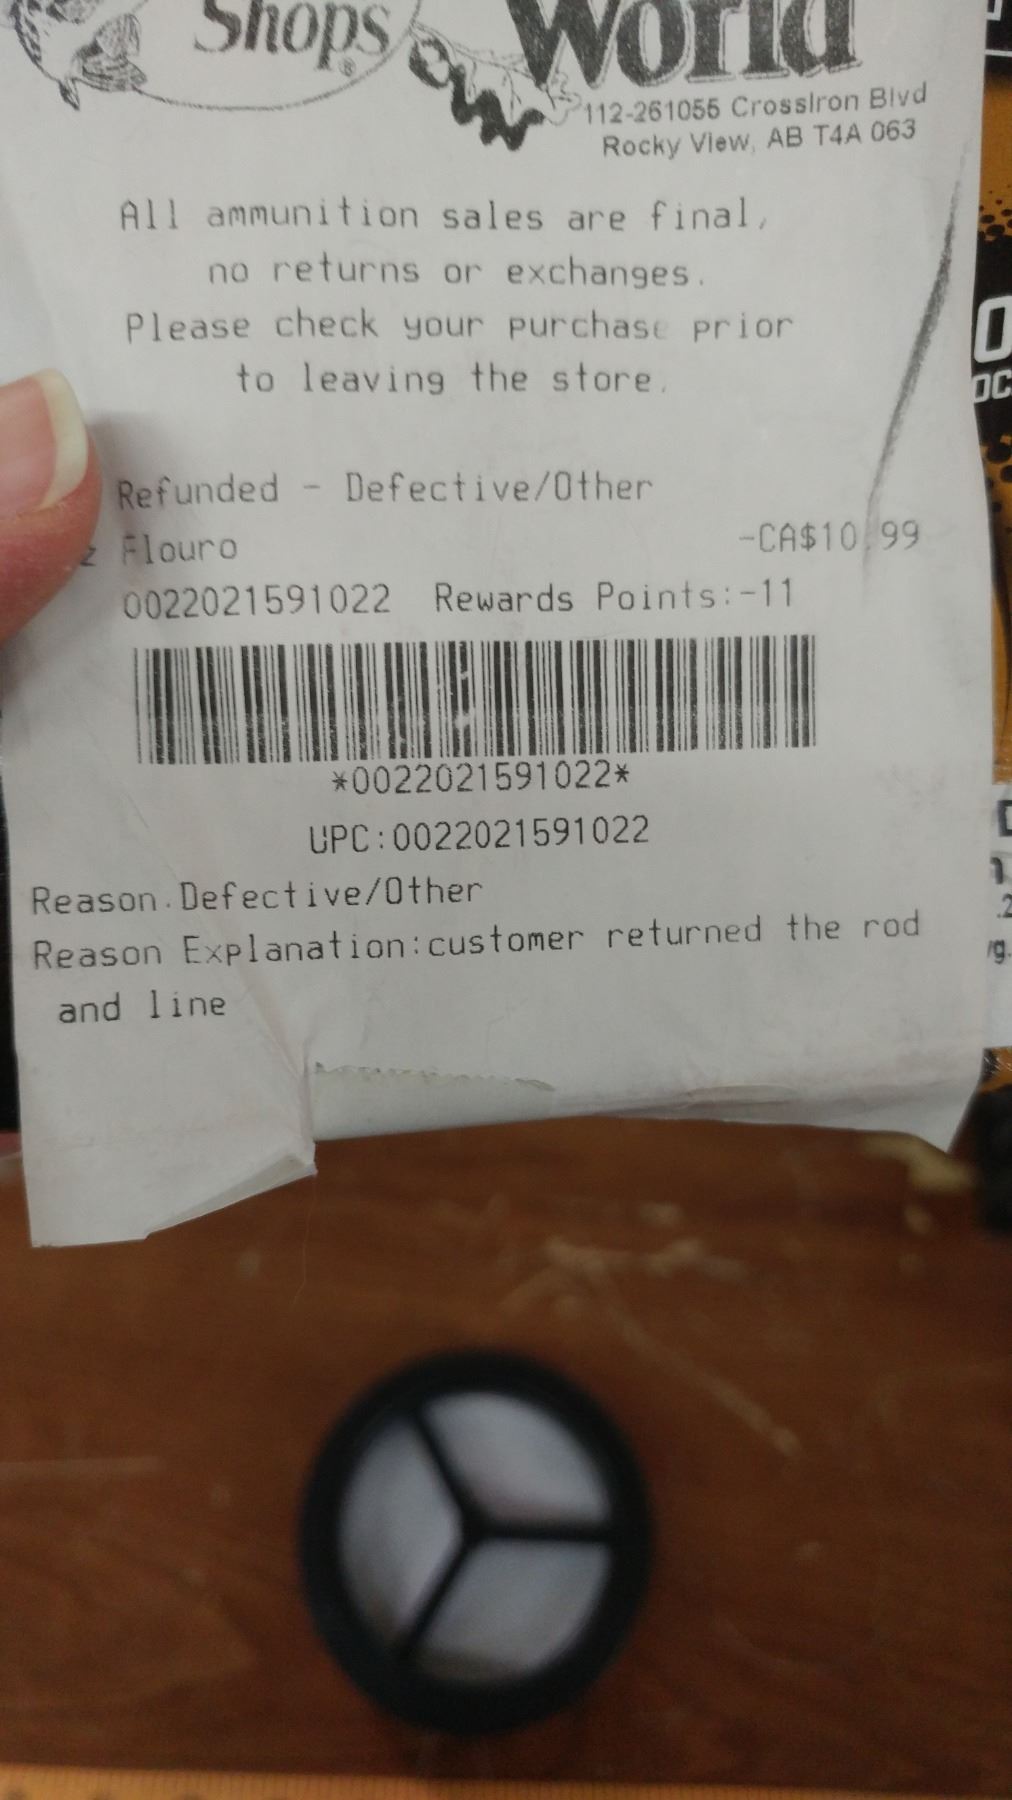 Shops® World
112-261055 CrossIron Blvd
Rocky View, AB T4A 063
All ammunition sales are final,
no returns or exchanges.
Please check your purchase prior
to leaving the store.
Refunded - Defective/Other
z Flouro -CA$10.99
0022021591022 Rewards Points:-11
*0022021591022*
UPC:0022021591022
Reason.Defective/Other
Reason Explanation:customer returned the rod
and line